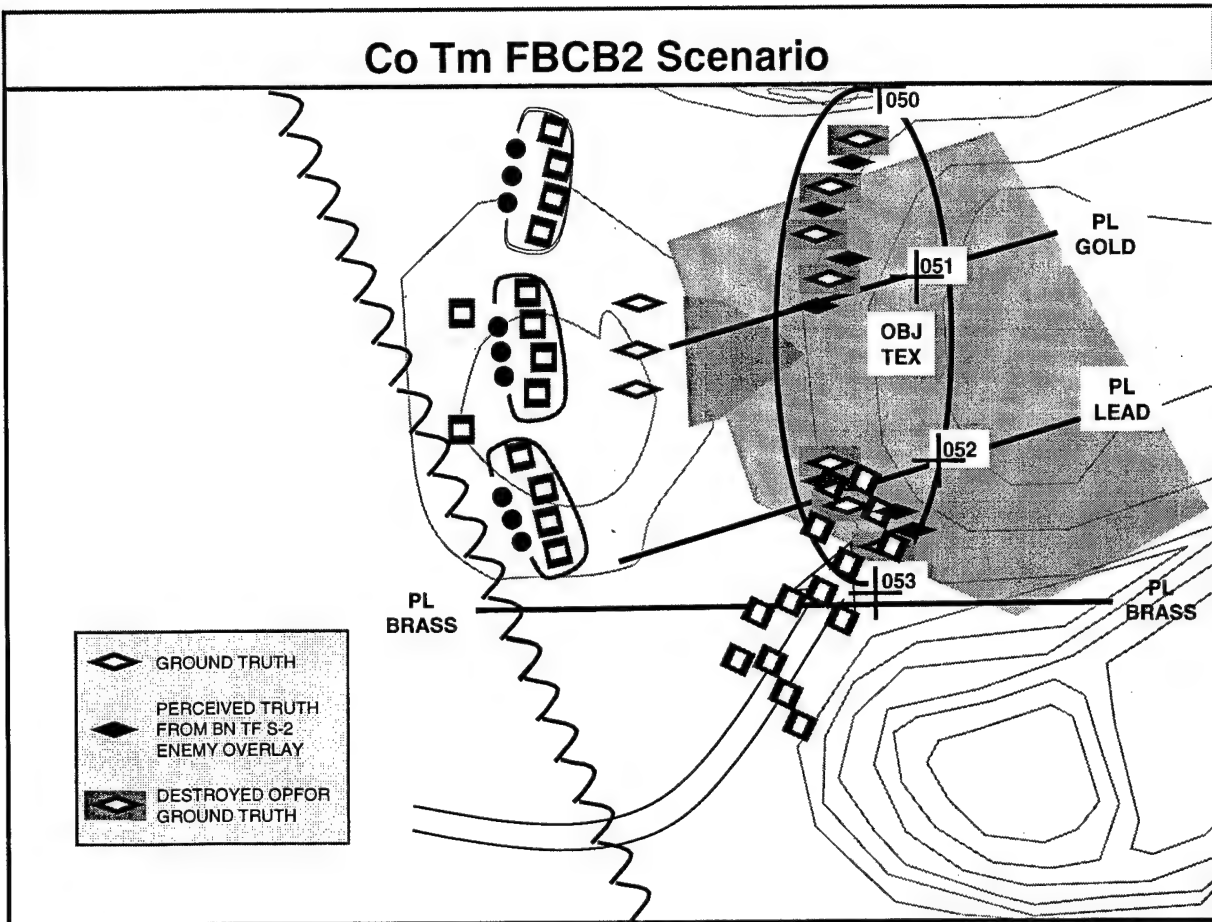 Co Tm FBCB2 Scenario
050
PL
GOLD
051
OBJ
TEX
PL
LEAD
052
053
PL
BRASS
PL
BRASS
GROUND TRUTH
PERCEIVED TRUTH
FROM BN TF S-2
ENEMY OVERLAY
DESTROYED OPFOR
GROUND TRUTH